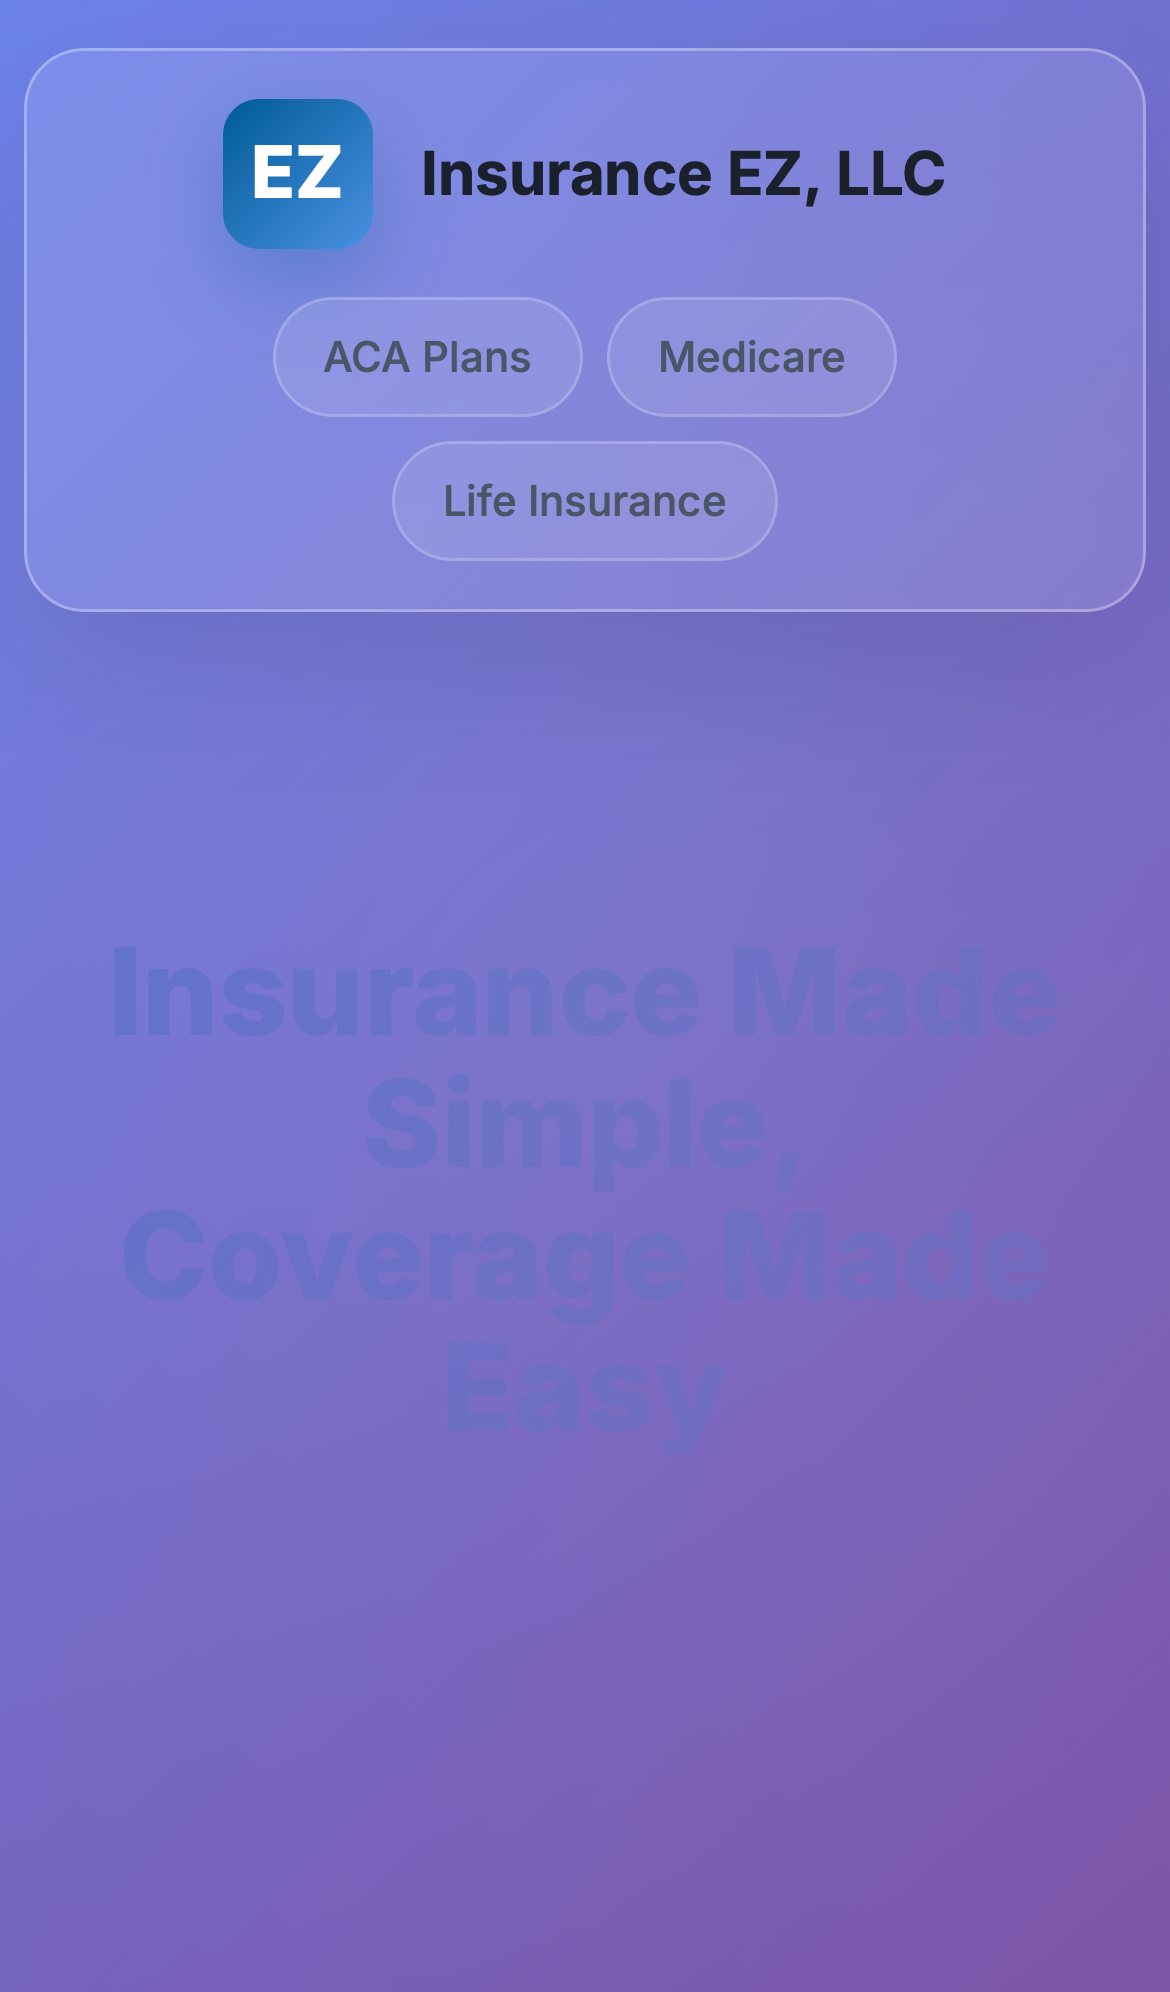 EZ
Insurance EZ, LLC
ACA Plans
Medicare
Life Insurance
Insurance Made
Simple,
Coverage Made
Easy